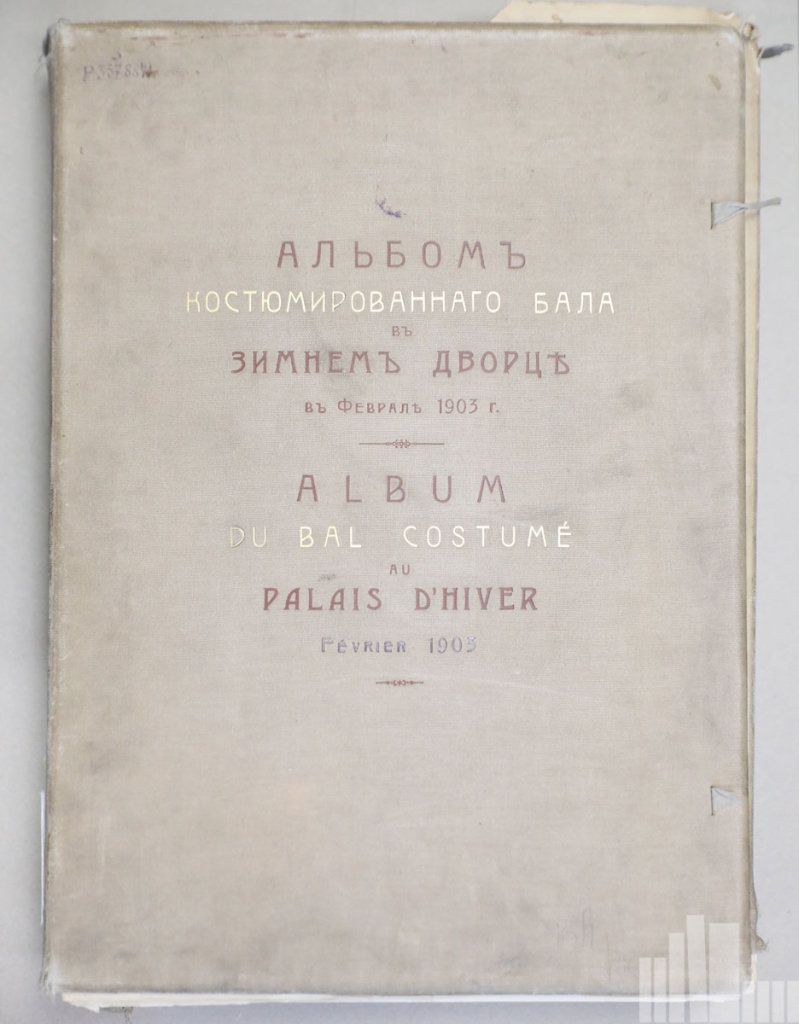 АЛЬБОМЪ
КОСТЮМИРОВАННАГО БАЛА
ВЪ
ЗИМНЕМЪ ДВОРЦѢ
ВЪ ФЕВРАЛѢ 1903 г.
ALBUM
DU BAL COSTUMÉ
AU
PALAIS D'HIVER
FÉVRIER 1903